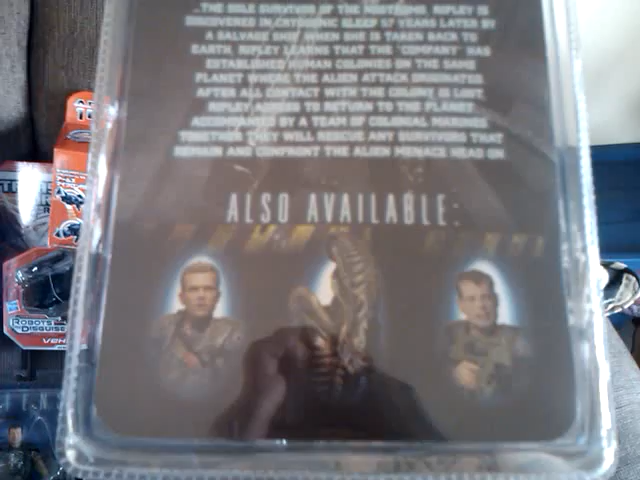 ..THE SOLE SURVIVOR OF THE NOSTROMO, RIPLEY IS
DISCOVERED IN CRYOGENIC SLEEP 57 YEARS LATER BY
A SALVAGE SHIP. WHEN SHE IS TAKEN BACK TO
EARTH, RIPLEY LEARNS THAT THE "COMPANY" HAS
ESTABLISHED HUMAN COLONIES ON THE SAME
PLANET WHERE THE ALIEN ATTACK ORIGINATED.
AFTER ALL CONTACT WITH THE COLONY IS LOST,
RIPLEY AGREES TO RETURN TO THE PLANET
ACCOMPANIED BY A TEAM OF COLONIAL MARINES.
TOGETHER THEY WILL RESCUE ANY SURVIVORS THAT
REMAIN AND CONFRONT THE ALIEN MENACE HEAD ON.
ALSO AVAILABLE:
ROBOTS
DISGUISE
VEH